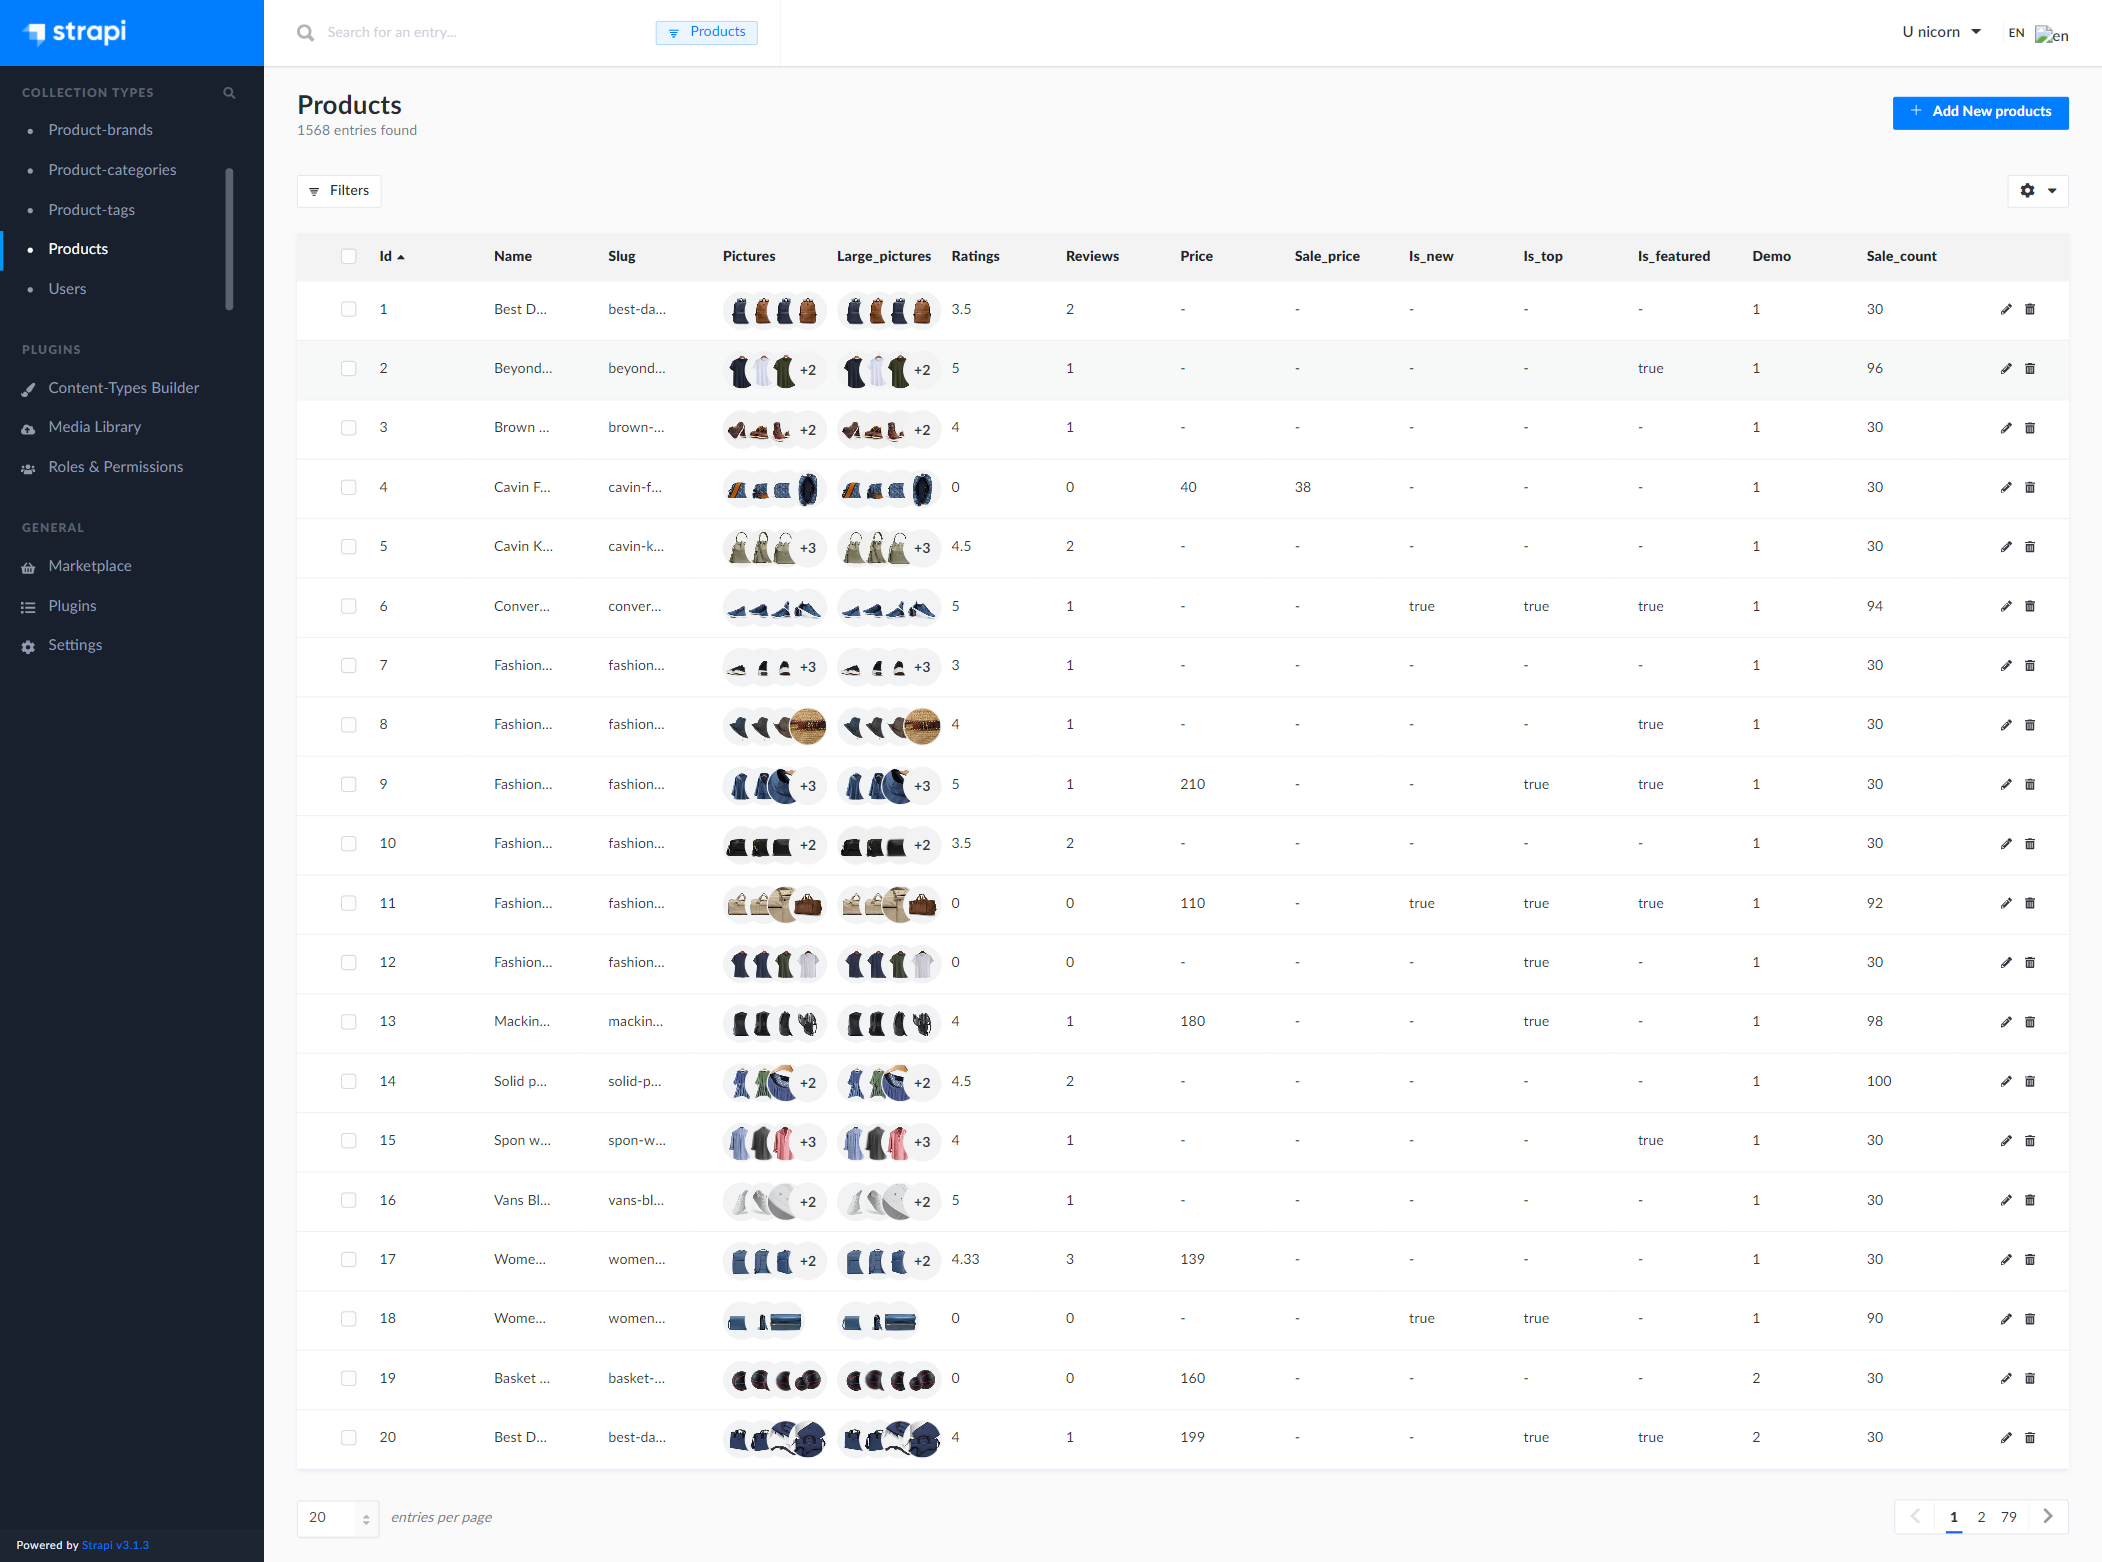 strapi
Search for an entry...
Products
U nicorn
EN
en
COLLECTION TYPES
Product-brands
Product-categories
Product-tags
Products
Users
PLUGINS
Content-Types Builder
Media Library
Roles & Permissions
GENERAL
Marketplace
Plugins
Settings
Powered by Strapi v3.1.3
Products
1568 entries found
+ Add New products
Filters
Id Name Slug Pictures Large_pictures Ratings Reviews Price Sale_price Is_new Is_top Is_featured Demo Sale_count
1 Best D... best-da... 3.5 2 - - - - - 1 30
2 Beyond... beyond... +2 +2 5 1 - - - - true 1 96
3 Brown ... brown-... +2 +2 4 1 - - - - - 1 30
4 Cavin F... cavin-f... 0 0 40 38 - - - 1 30
5 Cavin K... cavin-k... +3 +3 4.5 2 - - - - - 1 30
6 Conver... conver... 5 1 - - true true true 1 94
7 Fashion... fashion... +3 +3 3 1 - - - - - 1 30
8 Fashion... fashion... 4 1 - - - - true 1 30
9 Fashion... fashion... +3 +3 5 1 210 - - true true 1 30
10 Fashion... fashion... +2 +2 3.5 2 - - - - - 1 30
11 Fashion... fashion... 0 0 110 - true true true 1 92
12 Fashion... fashion... 0 0 - - - true - 1 30
13 Mackin... mackin... 4 1 180 - - true - 1 98
14 Solid p... solid-p... +2 +2 4.5 2 - - - - - 1 100
15 Spon w... spon-w... +3 +3 4 1 - - - - true 1 30
16 Vans Bl... vans-bl... +2 +2 5 1 - - - - - 1 30
17 Wome... women... +2 +2 4.33 3 139 - - - - 1 30
18 Wome... women... 0 0 - - true true - 1 90
19 Basket ... basket-... 0 0 160 - - - - 2 30
20 Best D... best-da... 4 1 199 - - true true 2 30
20 entries per page
1 2 79